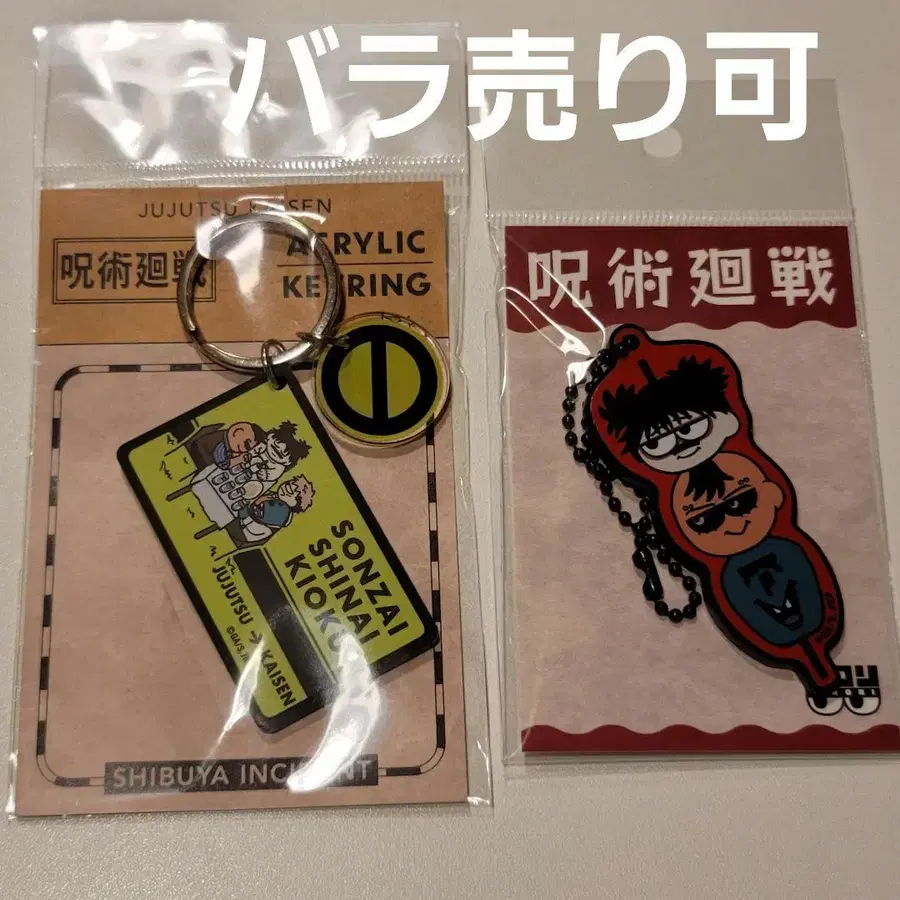 バラ売り可
JUJUTSU KAISEN
呪術廻戦
ACRYLIC
KEYRING
SONZAI
SHINAI
KIOKU
JUJUTSU → KAISEN
SHIBUYA INCIDENT
呪術廻戦